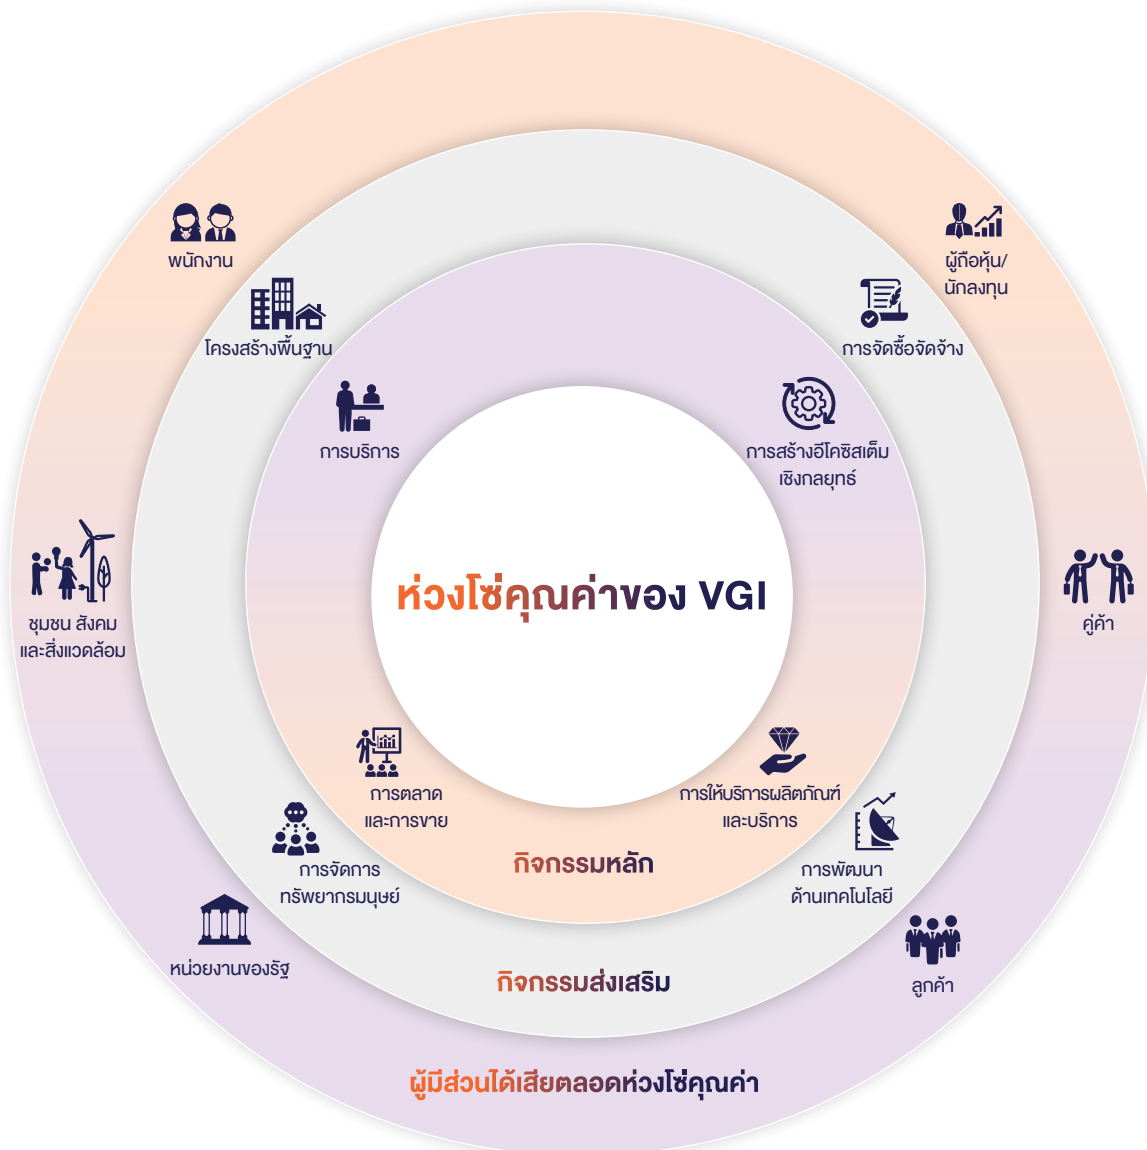 พนักงาน
ผู้ถือหุ้น/
นักลงทุน
โครงสร้างพื้นฐาน
การจัดซื้อจัดจ้าง
การบริการ
การสร้างอีโคซิสเต็ม
เชิงกลยุทธ์
ห่วงโซ่คุณค่าของ VGI
ชุมชน สังคม
และสิ่งแวดล้อม
คู่ค้า
การตลาด
และการขาย
การให้บริการผลิตภัณฑ์
และบริการ
กิจกรรมหลัก
การจัดการ
ทรัพยากรมนุษย์
การพัฒนา
ด้านเทคโนโลยี
หน่วยงานของรัฐ
กิจกรรมส่งเสริม
ลูกค้า
ผู้มีส่วนได้เสียตลอดห่วงโซ่คุณค่า